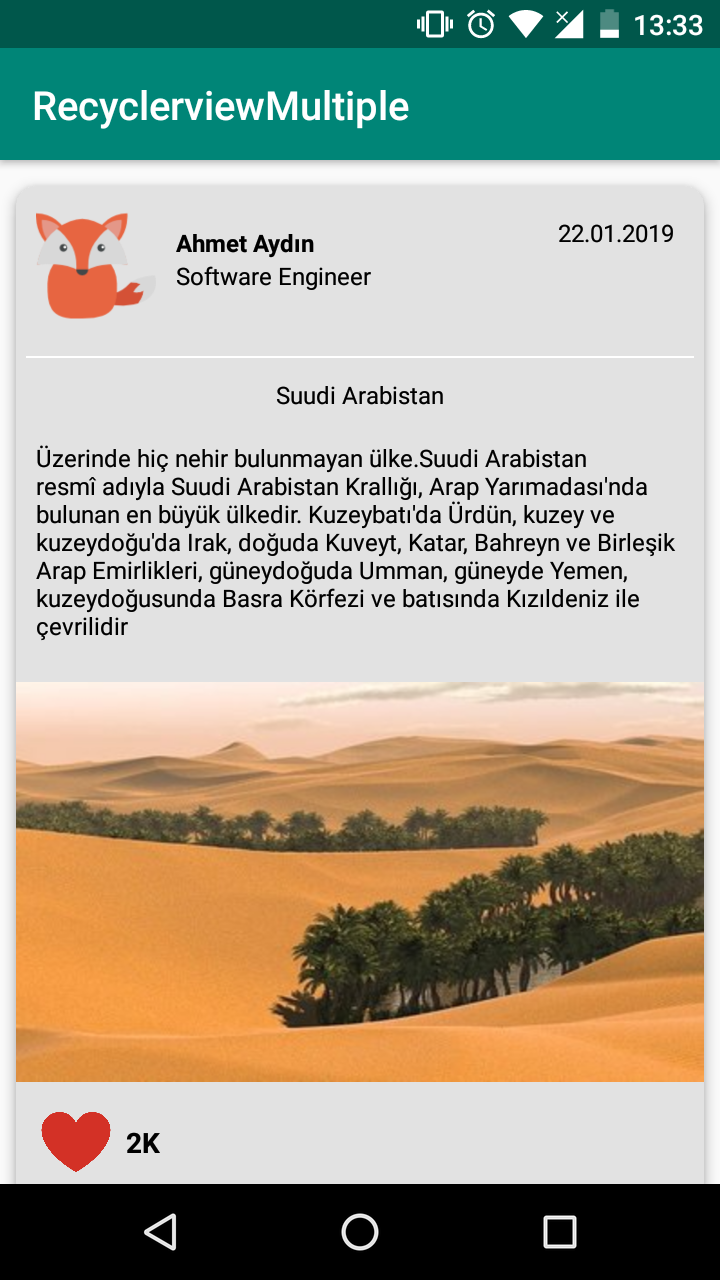 13:33
RecyclerviewMultiple
Ahmet Aydın
22.01.2019
Software Engineer
Suudi Arabistan
Üzerinde hiç nehir bulunmayan ülke.Suudi Arabistan
resmî adıyla Suudi Arabistan Krallığı, Arap Yarımadası'nda
bulunan en büyük ülkedir. Kuzeybatı'da Ürdün, kuzey ve
kuzeydoğu'da Irak, doğuda Kuveyt, Katar, Bahreyn ve Birleşik
Arap Emirlikleri, güneydoğuda Umman, güneyde Yemen,
kuzeydoğusunda Basra Körfezi ve batısında Kızıldeniz ile
çevrilidir
2K